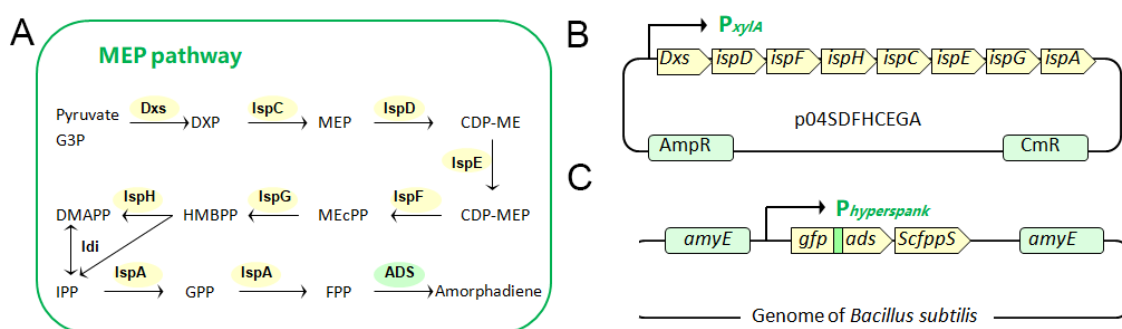 A
MEP pathway
Pyruvate
G3P
Dxs
DXP
IspC
MEP
IspD
CDP-ME
IspE
DMAPP
IspH
HMBPP
IspG
MEcPP
IspF
CDP-MEP
Idi
IPP
IspA
GPP
IspA
FPP
ADS
Amorphadiene
B
PxylA
Dxs ispD ispF ispH ispC ispE ispG ispA
p04SDFHCEGA
AmpR CmR
C
Phyperspank
amyE gfp ads ScfppS amyE
Genome of Bacillus subtilis